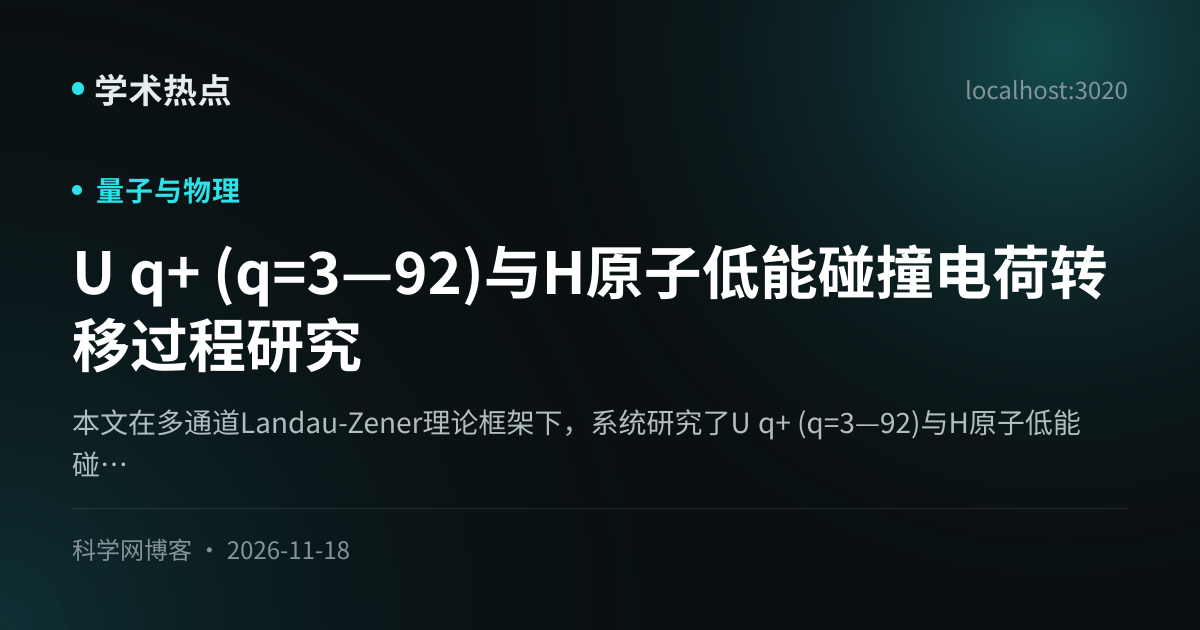 学术热点
localhost:3020
量子与物理
U q+ (q=3—92)与H原子低能碰撞电荷转
移过程研究
本文在多通道Landau-Zener理论框架下，系统研究了U q+ (q=3—92)与H原子低能
碰…
科学网博客 • 2026-11-18